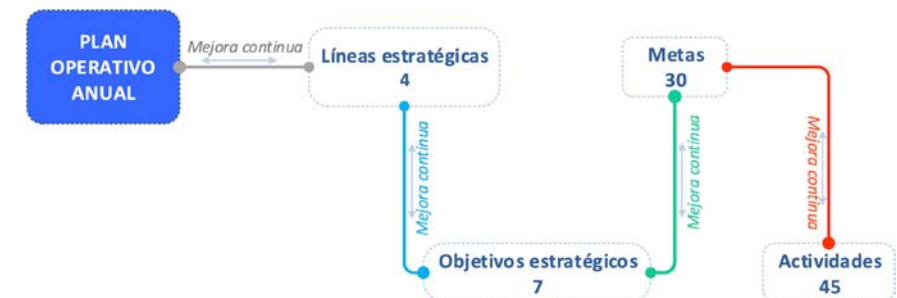 PLAN
OPERATIVO
ANUAL
Mejora continua
Líneas estratégicas
4
Mejora continua
Objetivos estratégicos
7
Mejora continua
Metas
30
Mejora continua
Actividades
45